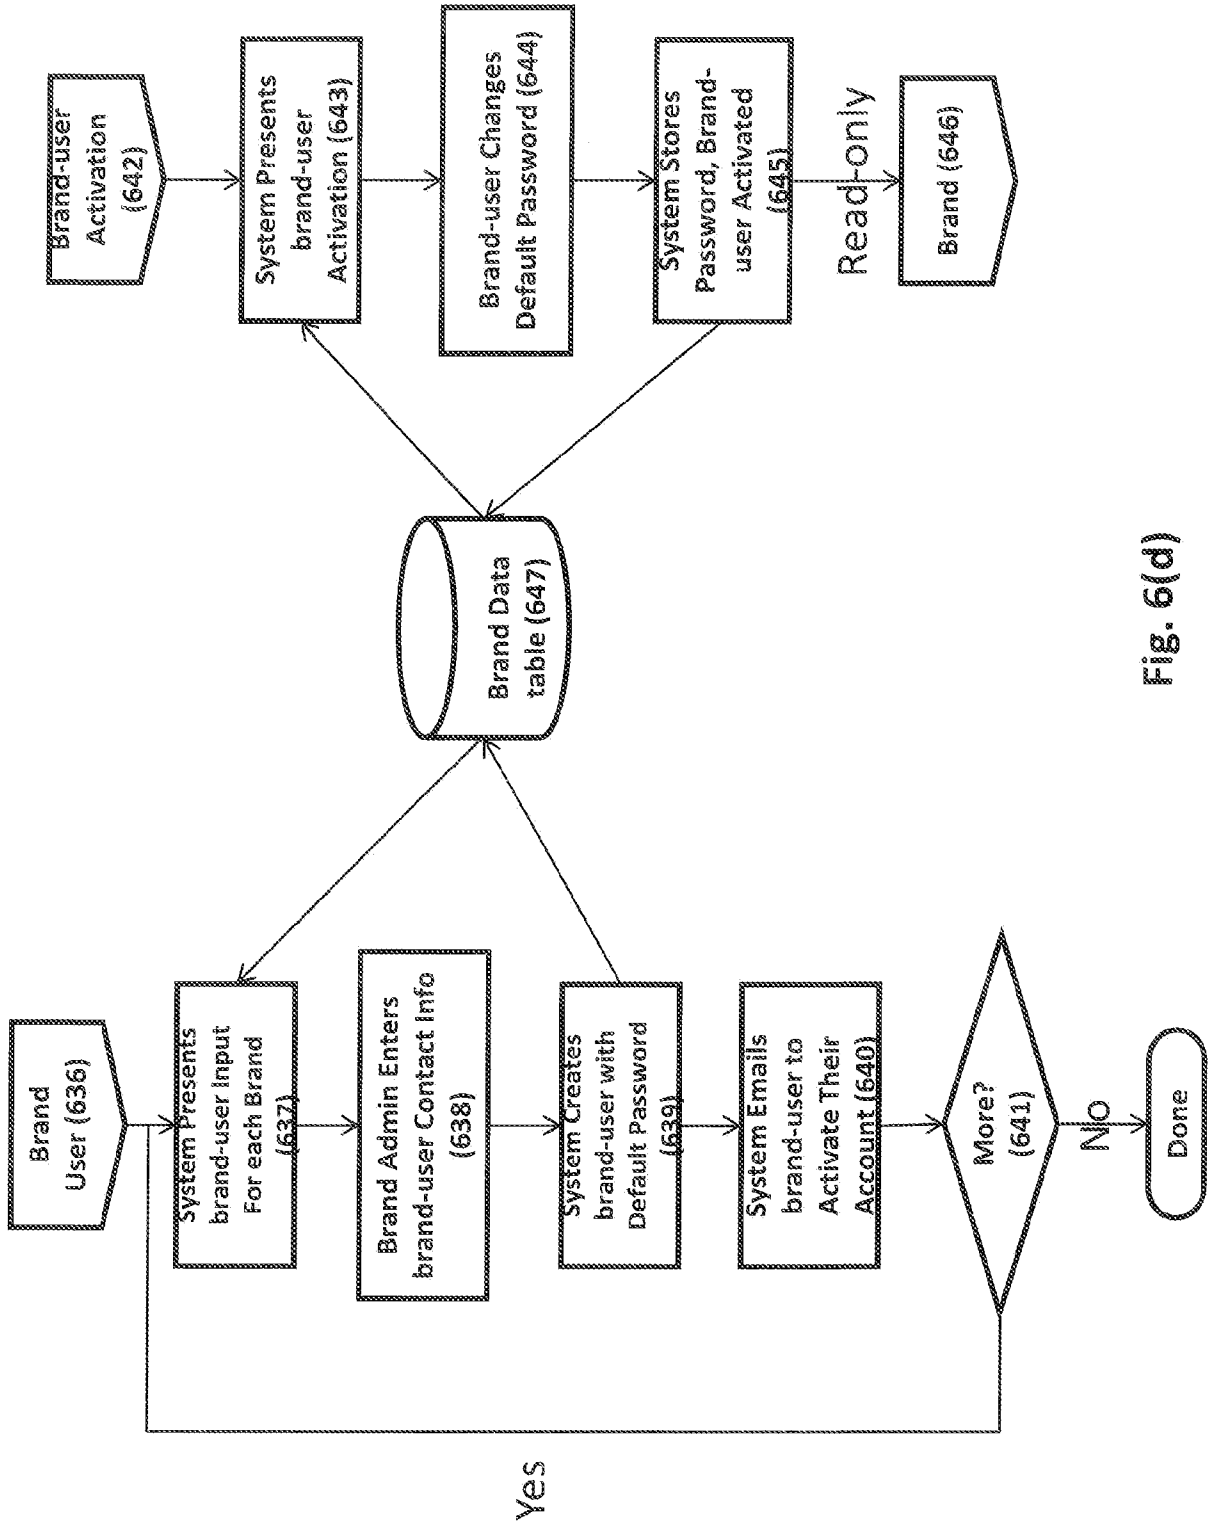 Brand
User (636)
System Presents
brand-user Input
For each Brand
(637)
Brand Admin Enters
brand-user Contact Info
(638)
System Creates
brand-user with
Default Password
(639)
System Emails
brand-user to
Activate Their
Account (640)
More?
(641)
Yes
No
Done
Brand Data
table (647)
Brand-user
Activation
(642)
System Presents
brand-user
Activation (643)
Brand-user Changes
Default Password (644)
System Stores
Password, Brand-
user Activated
(645)
Read-only
Brand (646)
Fig. 6(d)